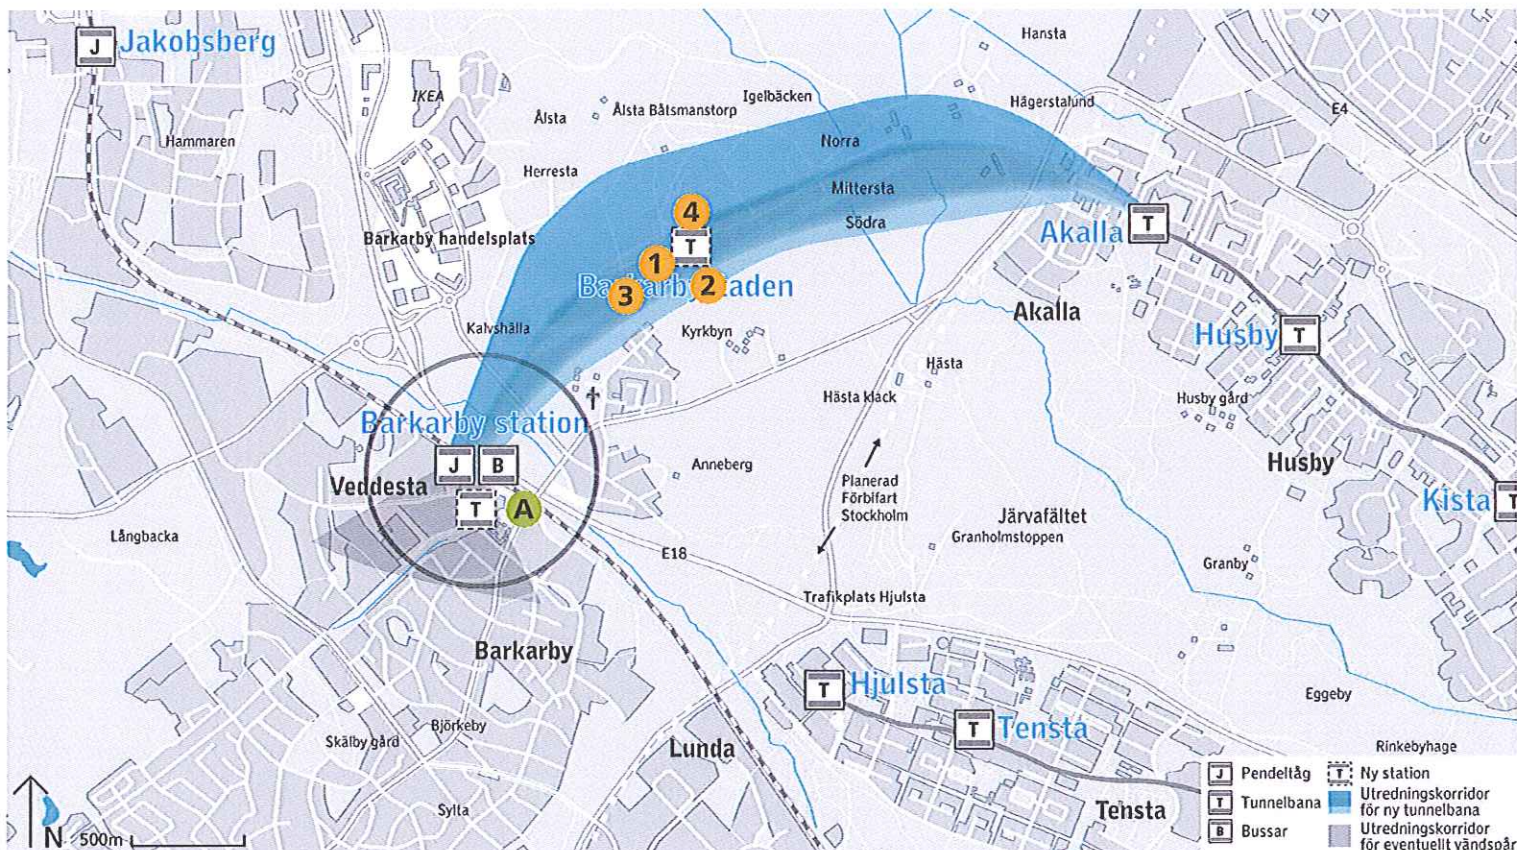 J Jakobsberg
Hansta
IKEA
Igelbäcken
Ålsta Båtsmanstorp
Ålsta
Hägerstalund
E4
Hammaren
Norra
Herresta
Mittersta
4
Södra
T
Akalla T
Barkarby handelsplats
T
1
2
3
Akalla
Kalvshälla
Kyrkbyn
Husby T
Hästa
Hästa klack
Husby gård
Barkarby station
J B
Anneberg
Husby
Veddesta
T A
Planerad
Förbifart
Stockholm
Kista T
Järvafältet
Granholmstoppen
Långbacka
E18
Granby
Trafikplats Hjulsta
Barkarby
T Hjulsta
Eggeby
T Tensta
Björkeby
Skälby gård
Lunda
Rinkebyhage
Tensta
Sylta
N 500m
J Pendeltåg
T Tunnelbana
B Bussar
T Ny station
Utredningskorridor
för ny tunnelbana
Utredningskorridor
för eventuellt vändspår